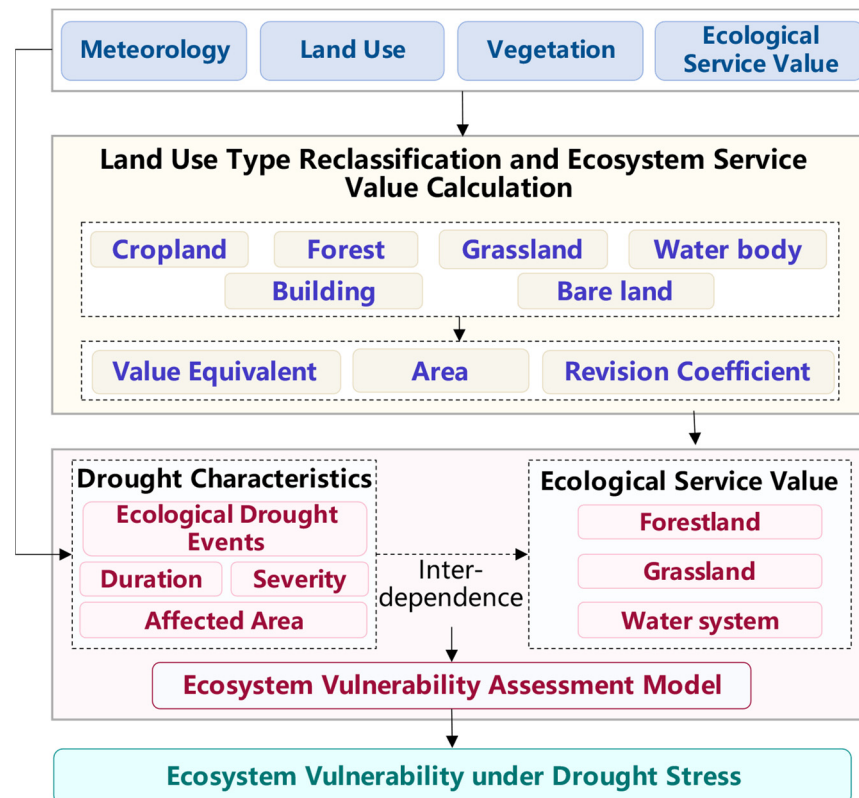 Meteorology
Land Use
Vegetation
Ecological
Service Value
Land Use Type Reclassification and Ecosystem Service
Value Calculation
Cropland
Forest
Grassland
Water body
Building
Bare land
Value Equivalent
Area
Revision Coefficient
Drought Characteristics
Ecological Drought
Events
Duration
Severity
Affected Area
Inter-
dependence
Ecological Service Value
Forestland
Grassland
Water system
Ecosystem Vulnerability Assessment Model
Ecosystem Vulnerability under Drought Stress